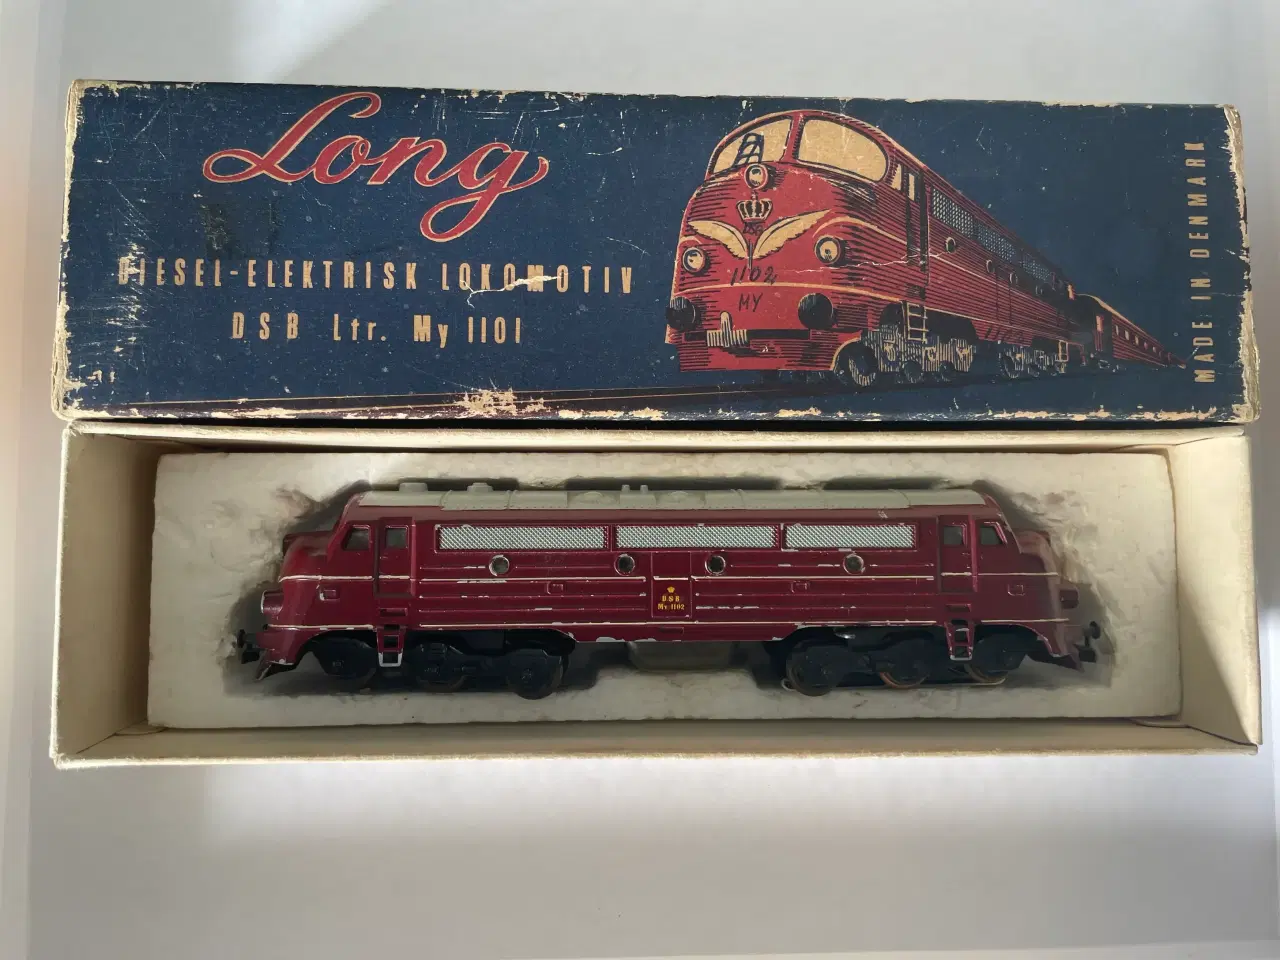 Long
DIESEL-ELEKTRISK LOKOMOTIV
DSB Ltr. My 1101
1102
MY
MADE IN DENMARK
DSB
My 1102